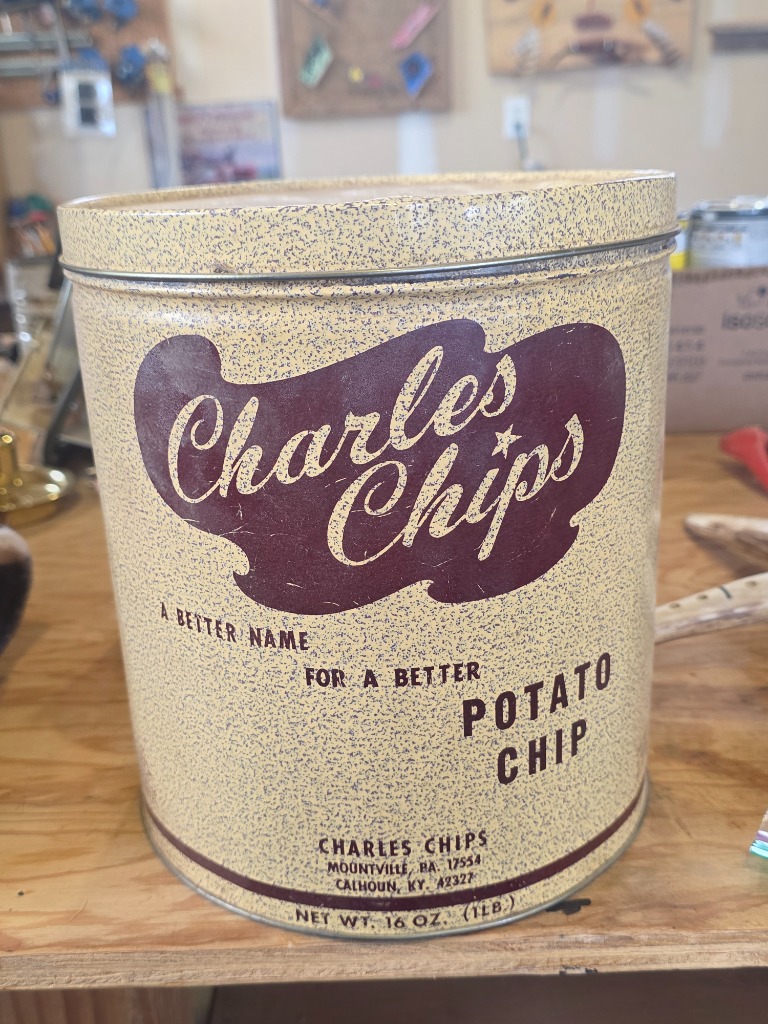 Charles
Chips
A BETTER NAME
FOR A BETTER
POTATO
CHIP
CHARLES CHIPS
MOUNTVILLE, PA. 17554
CALHOUN, KY. 42327
NET WT. 16 OZ. (1LB.)